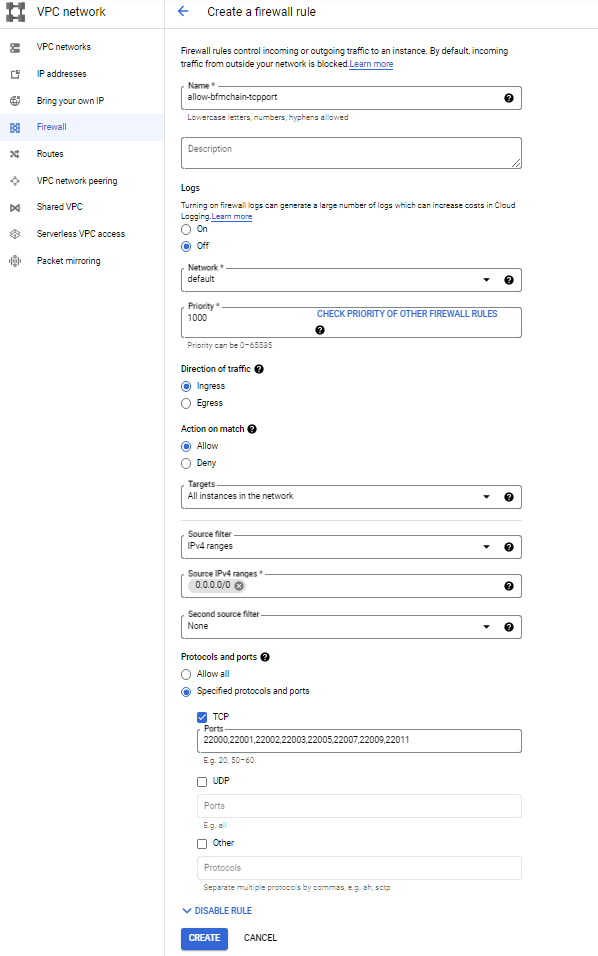 VPC network
Create a firewall rule
VPC networks
IP addresses
Bring your own IP
Firewall
Routes
VPC network peering
Shared VPC
Serverless VPC access
Packet mirroring
Firewall rules control incoming or outgoing traffic to an instance. By default, incoming
traffic from outside your network is blocked.Learn more
Name *
allow-bfmchain-tcpport
Lowercase letters, numbers, hyphens allowed
Description
Logs
Turning on firewall logs can generate a large number of logs which can increase costs in Cloud
Logging.Learn more
On
Off
Network *
default
Priority *
1000
CHECK PRIORITY OF OTHER FIREWALL RULES
Priority can be 0–65535
Direction of traffic
Ingress
Egress
Action on match
Allow
Deny
Targets
All instances in the network
Source filter
IPv4 ranges
Source IPv4 ranges *
0.0.0.0/0
Second source filter
None
Protocols and ports
Allow all
Specified protocols and ports
TCP
Ports
22000,22001,22002,22003,22005,22007,22009,22011
E.g. 20, 50–60
UDP
Ports
E.g. all
Other
Protocols
Separate multiple protocols by commas, e.g. ah, sctp
DISABLE RULE
CREATE
CANCEL